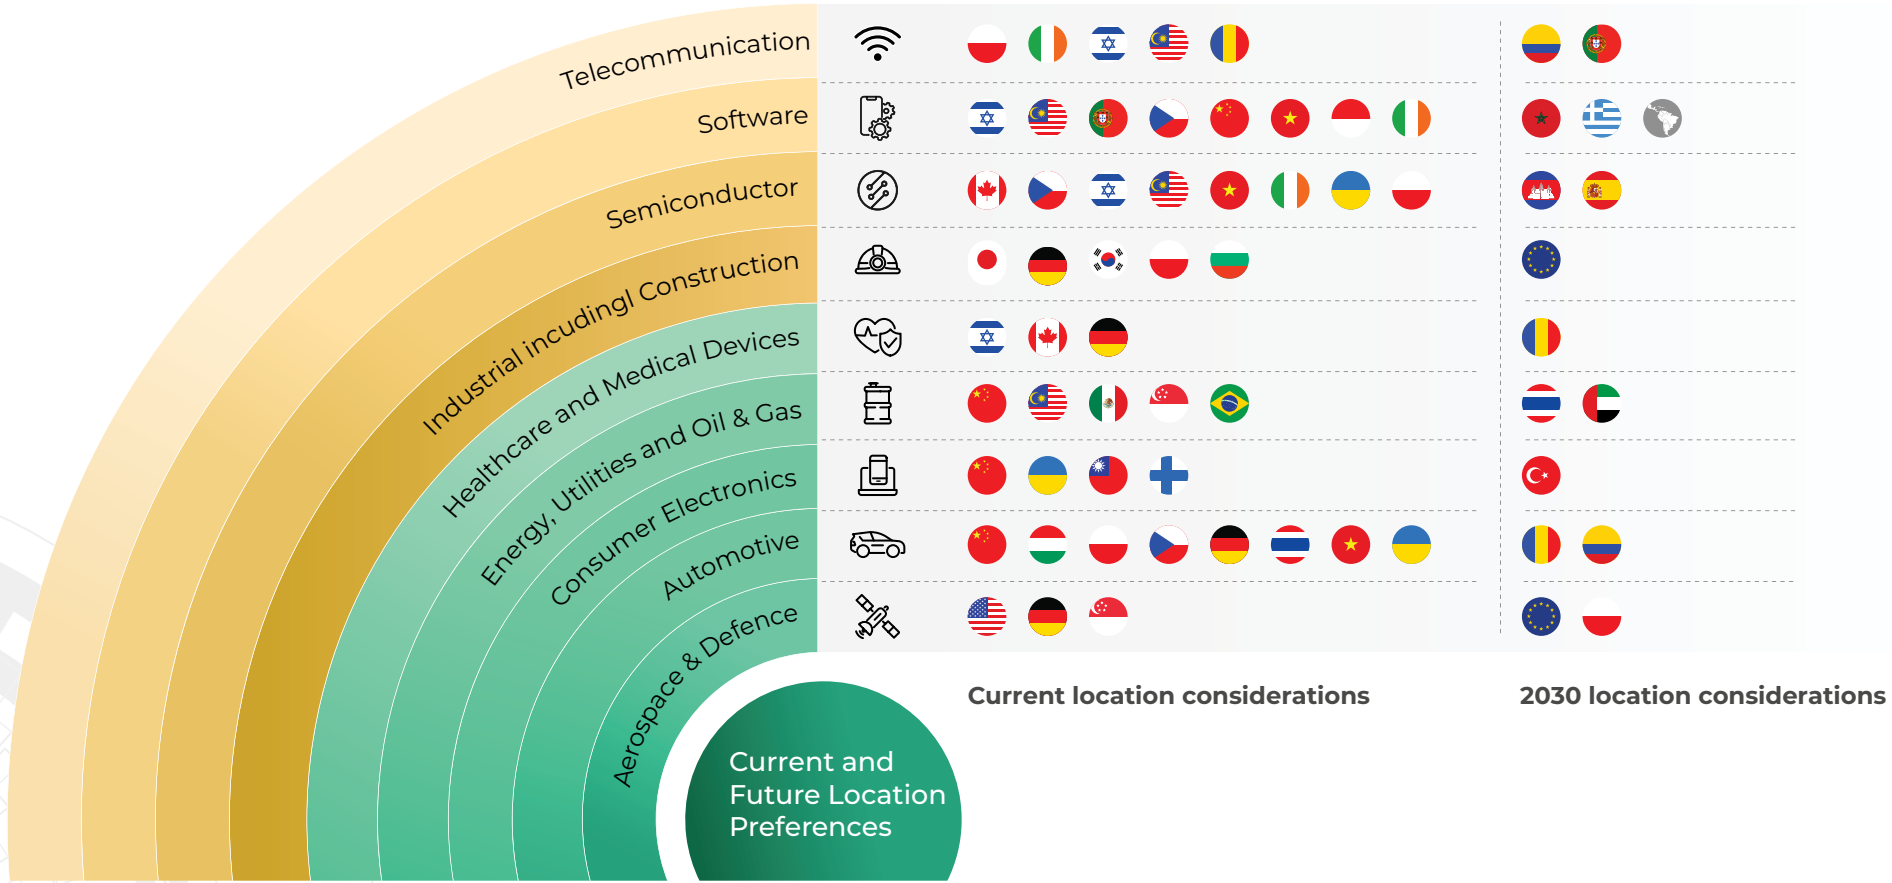 Telecommunication
Software
Semiconductor
Industrial incudingl Construction
Healthcare and Medical Devices
Energy, Utilities and Oil & Gas
Consumer Electronics
Automotive
Aerospace & Defence
Current location considerations
2030 location considerations
Current and
Future Location
Preferences